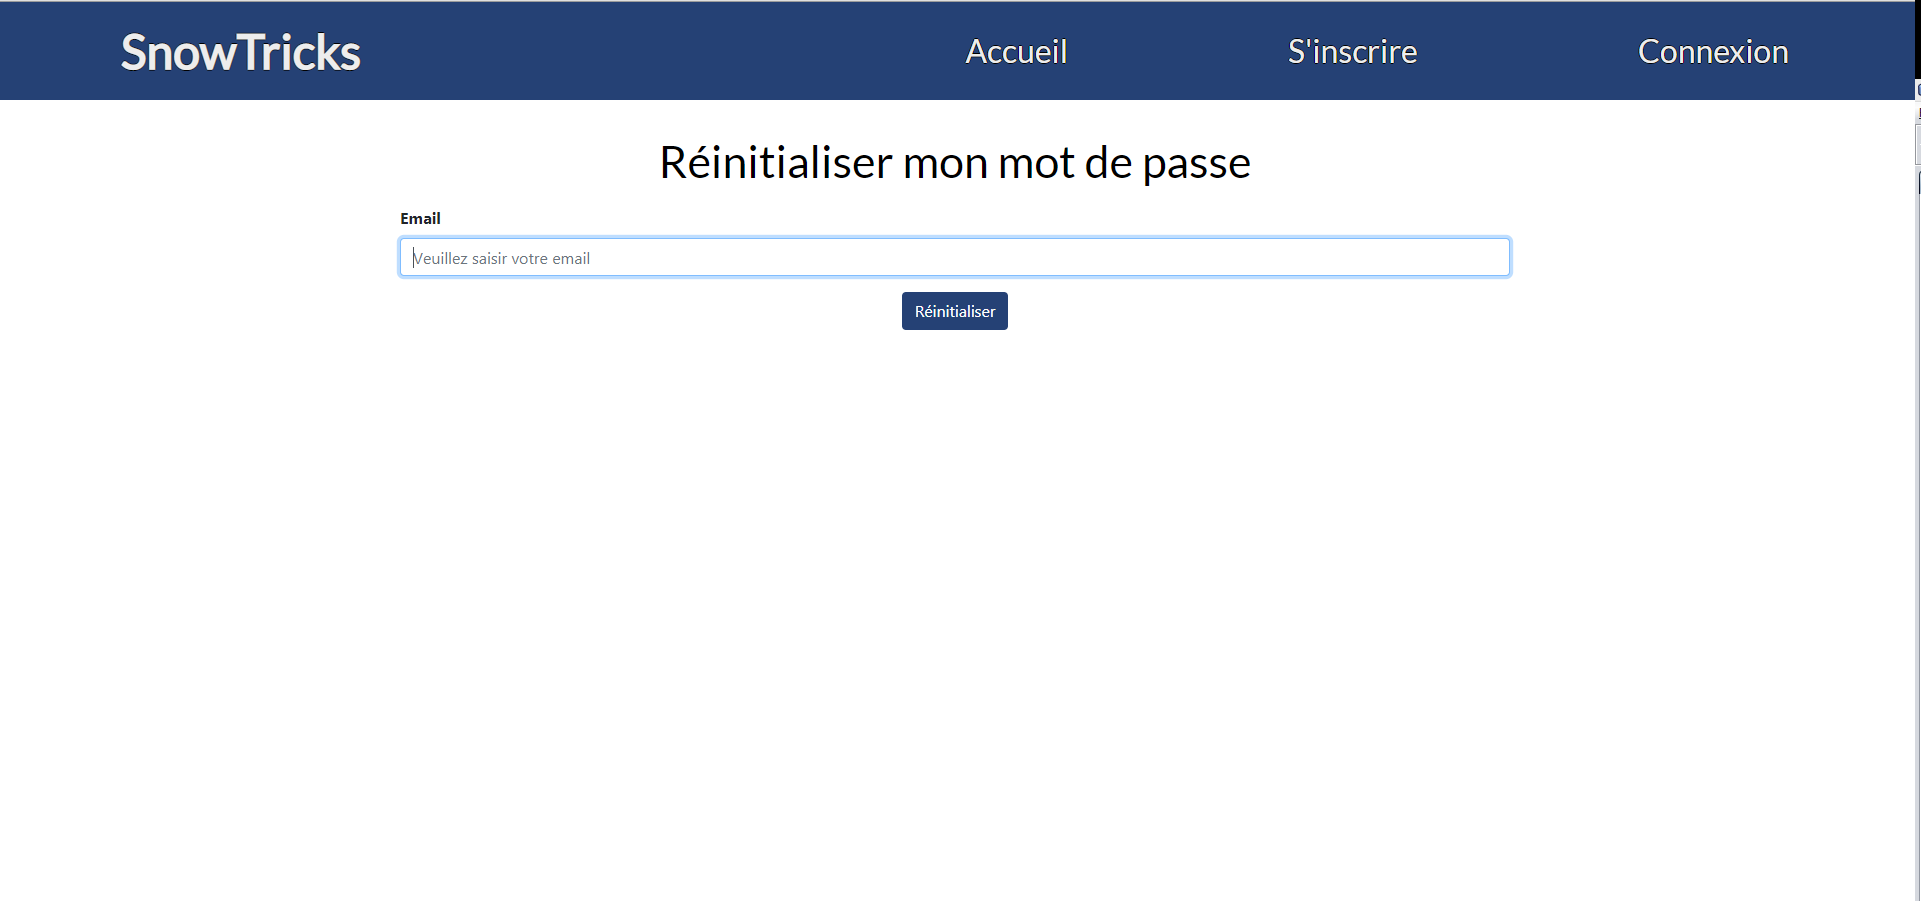 SnowTricks Accueil S'inscrire Connexion
Réinitialiser mon mot de passe
Email
Veuillez saisir votre email
Réinitialiser